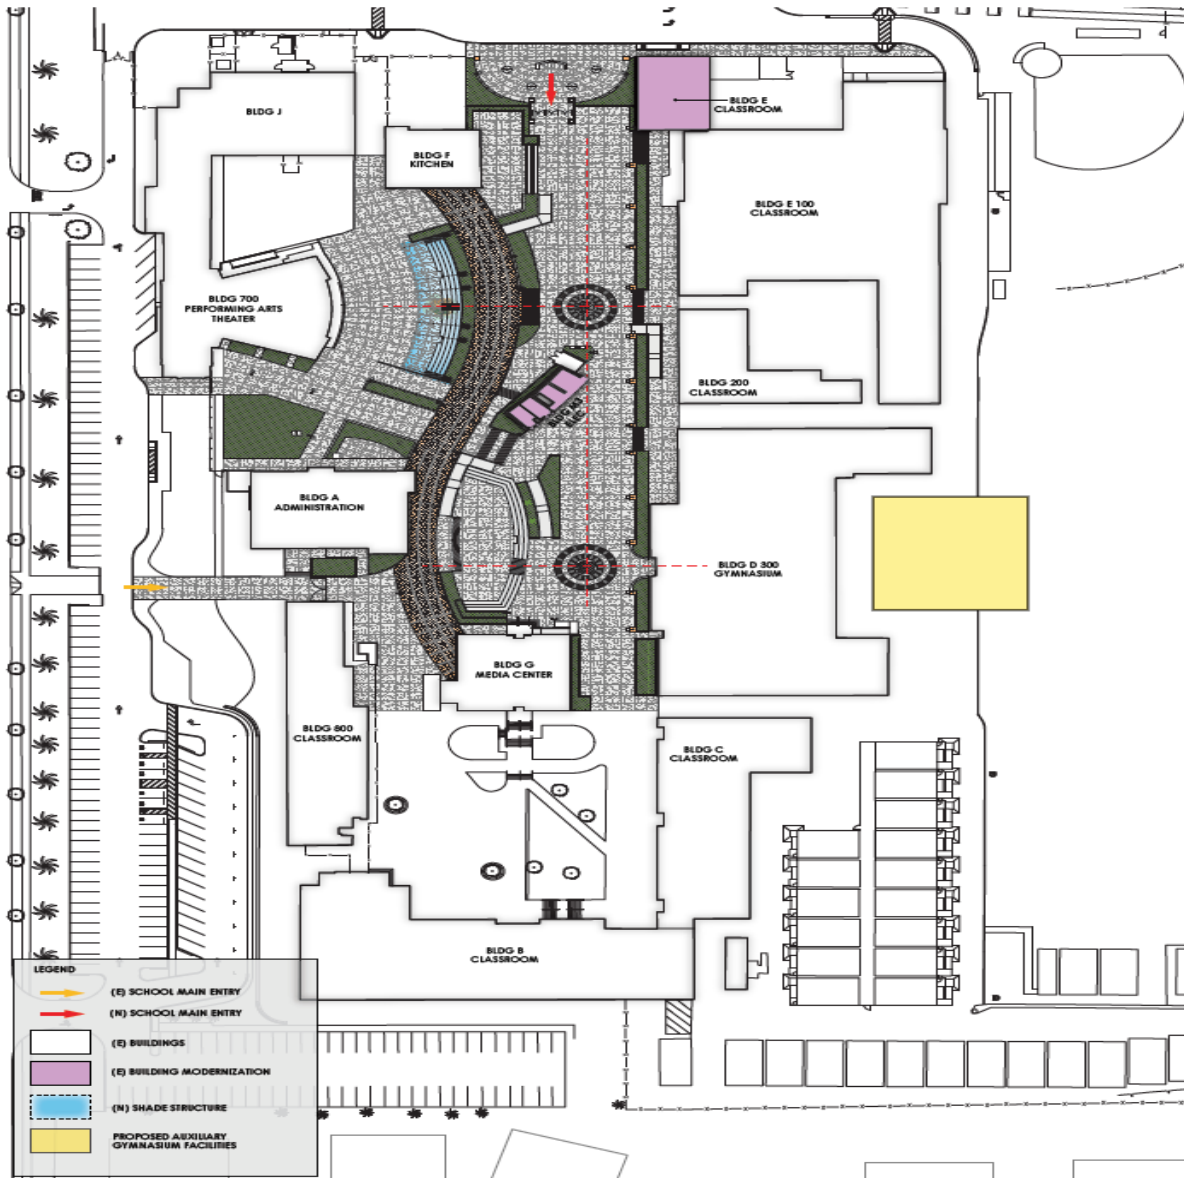 BLDG J
BLDG F
KITCHEN
BLDG E
CLASSROOM
BLDG E 100
CLASSROOM
BLDG 700
PERFORMING ARTS
THEATER
BLDG 200
CLASSROOM
BLDG A
ADMINISTRATION
BLDG D 300
GYMNASIUM
BLDG G
MEDIA CENTER
BLDG 800
CLASSROOM
BLDG C
CLASSROOM
BLDG B
CLASSROOM
LEGEND
(E) SCHOOL MAIN ENTRY
(N) SCHOOL MAIN ENTRY
(E) BUILDINGS
(E) BUILDING MODERNIZATION
(N) SHADE STRUCTURE
PROPOSED AUXILIARY
GYMNASIUM FACILITIES